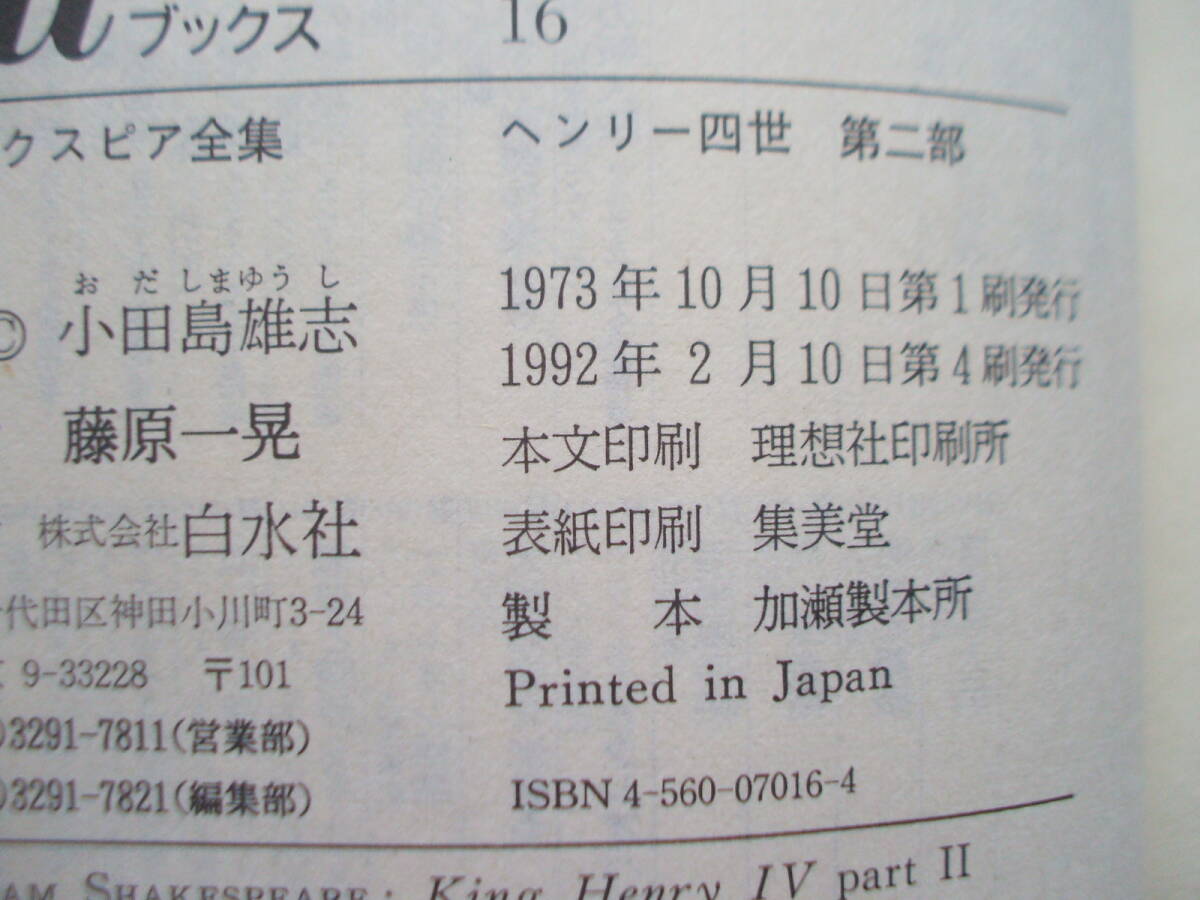 uブックス 16
クスピア全集 ヘンリー四世 第二部
おだしまゆうし
© 小田島雄志
藤原一晃
株式会社白水社
代田区神田小川町3-24
9-33228 〒101
)3291-7811(営業部)
)3291-7821(編集部)
1973年10月10日第1刷発行
1992年2月10日第4刷発行
本文印刷 理想社印刷所
表紙印刷 集美堂
製本 加瀬製本所
Printed in Japan
ISBN 4-560-07016-4
AM SHAKESPEARE: King Henry IV part II